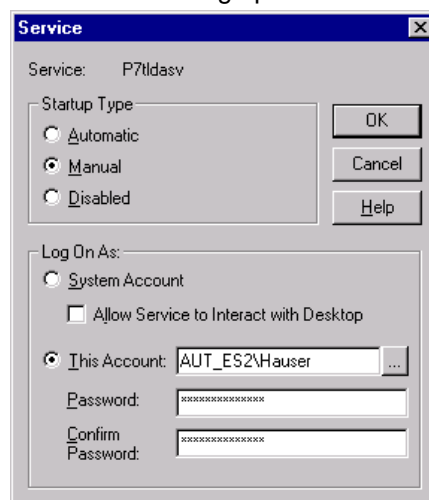 Service
Service: P7tldasv
Startup Type
Automatic
Manual
Disabled
OK
Cancel
Help
Log On As:
System Account
Allow Service to Interact with Desktop
This Account: AUT_ES2\Hauser ...
Password: **************
Confirm Password: **************